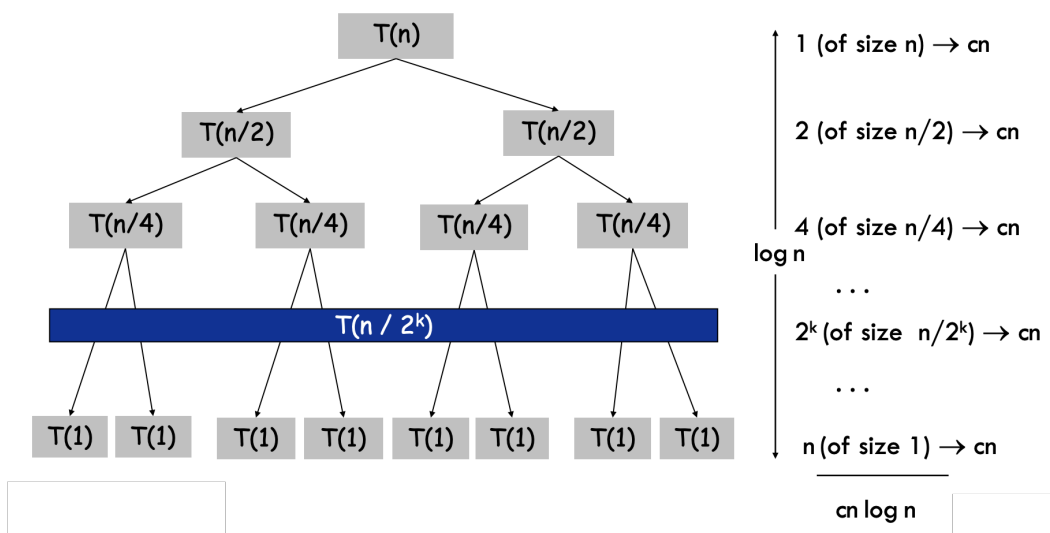 T(n)
1 (of size n) → cn
T(n/2) T(n/2)
2 (of size n/2) → cn
T(n/4) T(n/4) T(n/4) T(n/4)
4 (of size n/4) → cn
log n
...
T(n / 2ᵏ)
2ᵏ (of size n/2ᵏ) → cn
...
T(1) T(1) T(1) T(1) T(1) T(1) T(1) T(1)
n (of size 1) → cn
cn log n